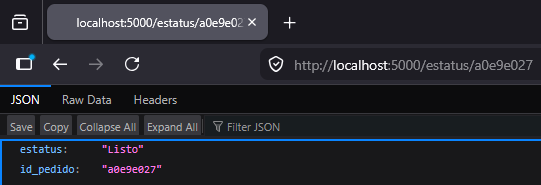 localhost:5000/estatus/a0e9e02
http://localhost:5000/estatus/a0e9e027
JSON Raw Data Headers
Save Copy Collapse All Expand All Filter JSON
estatus: "Listo"
id_pedido: "a0e9e027"